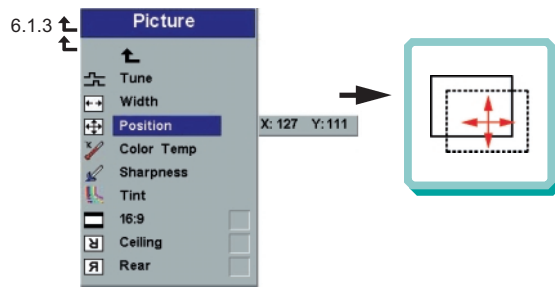 6.1.3
Picture
Tune
Width
Position X: 127 Y: 111
Color Temp
Sharpness
Tint
16:9
Ceiling
Rear